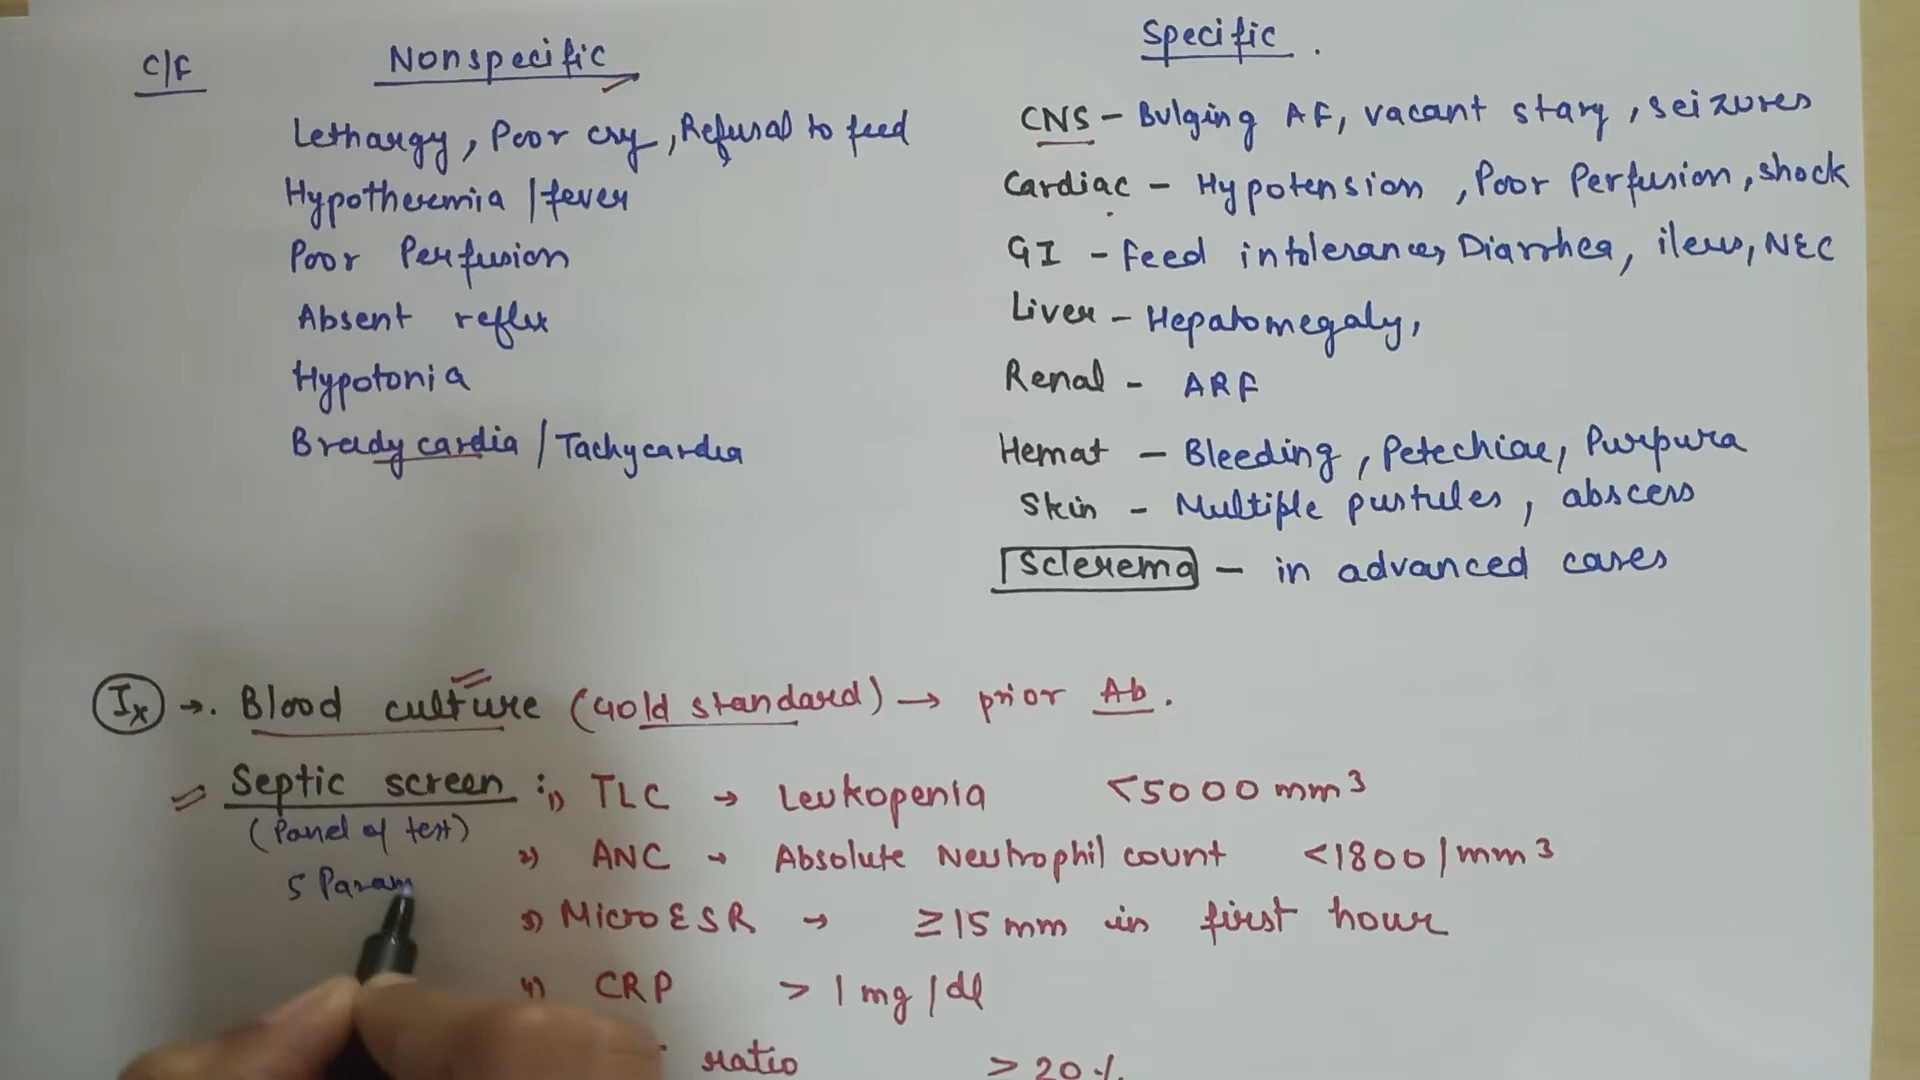 C/F
Nonspecific
Lethargy, Poor cry, Refusal to feed
Hypothermia / fever
Poor Perfusion
Absent reflex
Hypotonia
Bradycardia / Tachycardia
Specific.
CNS - Bulging AF, vacant stary, seizures
Cardiac - Hypotension, Poor Perfusion, shock
GI - Feed intolerance, Diarrhea, ileus, NEC
Liver - Hepatomegaly,
Renal - ARF
Hemat - Bleeding, Petechiae, Purpura
Skin - Multiple pustules, abscess
Sclerema - in advanced cases
Ix →. Blood culture (Gold standard) → prior Ab.
Septic screen : 1) TLC → Leukopenia <5000 mm3
(Panel of test)
2) ANC → Absolute Neutrophil count <1800/mm3
5 Param
3) Micro ESR → ≥15 mm in first hour
4) CRP > 1 mg/dl
ratio > 20%